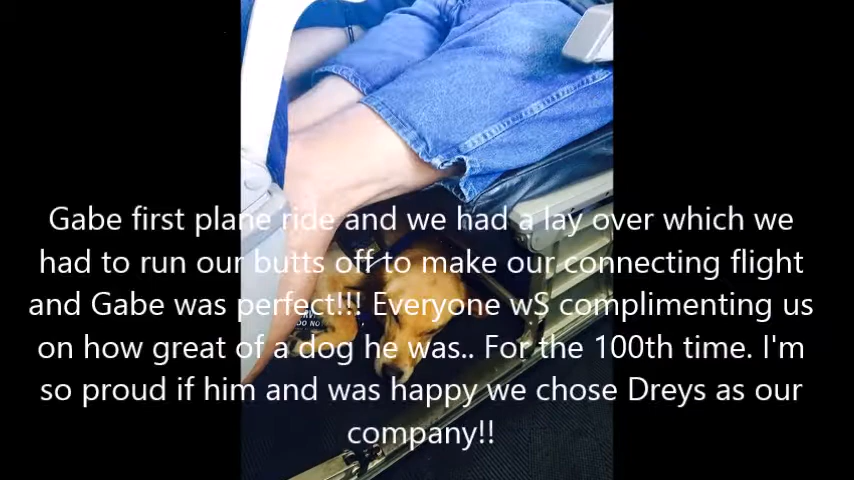 Gabe first plane ride and we had a lay over which we
had to run our butts off to make our connecting flight
and Gabe was perfect!!! Everyone wS complimenting us
on how great of a dog he was.. For the 100th time. I'm
so proud if him and was happy we chose Dreys as our
company!!
DO NO